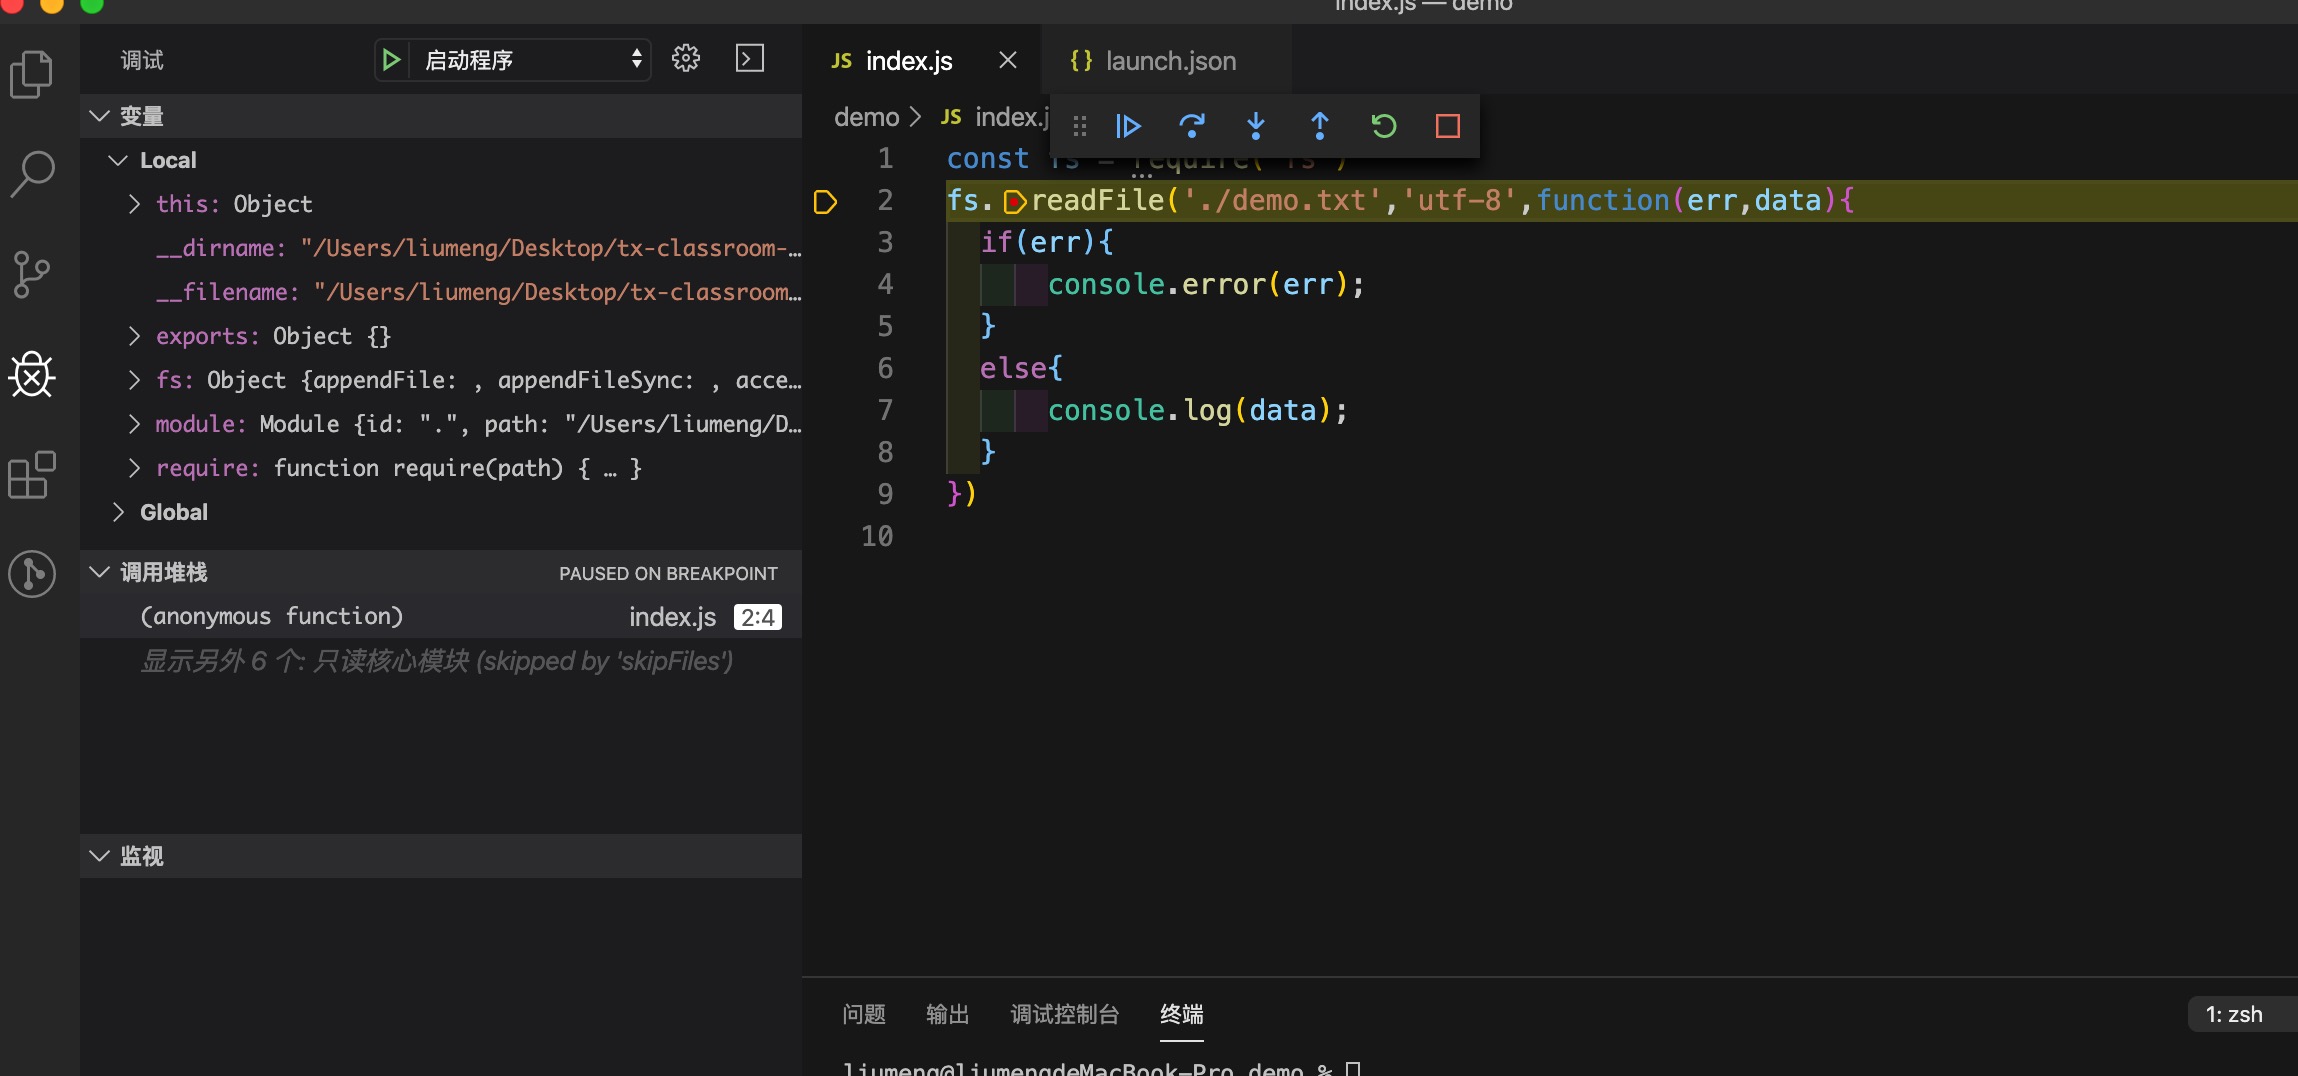 index.js — demo
调试
启动程序
变量
Local
this: Object
__dirname: "/Users/liumeng/Desktop/tx-classroom-…
__filename: "/Users/liumeng/Desktop/tx-classroom…
exports: Object {}
fs: Object {appendFile: , appendFileSync: , acce…
module: Module {id: ".", path: "/Users/liumeng/D…
require: function require(path) { … }
Global
调用堆栈 PAUSED ON BREAKPOINT
(anonymous function) index.js 2:4
显示另外 6 个: 只读核心模块 (skipped by 'skipFiles')
监视
JS index.js
{} launch.json
demo > JS index.j
1 const fs = require('fs')
2 fs.readFile('./demo.txt','utf-8',function(err,data){
3 if(err){
4 console.error(err);
5 }
6 else{
7 console.log(data);
8 }
9 })
10
问题 输出 调试控制台 终端
1: zsh
liumeng@liumengdeMacBook-Pro demo %